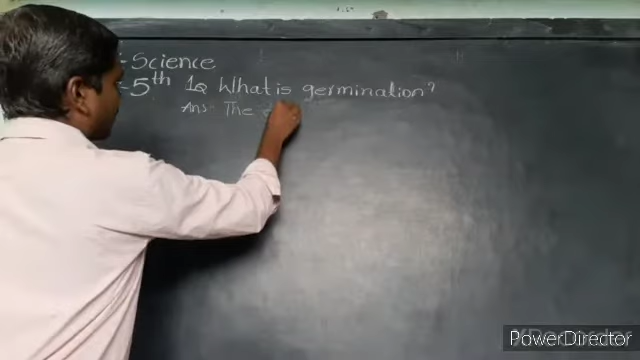 :- Science
-5th 1Q What is germination?
Ans:- The
PowerDirector